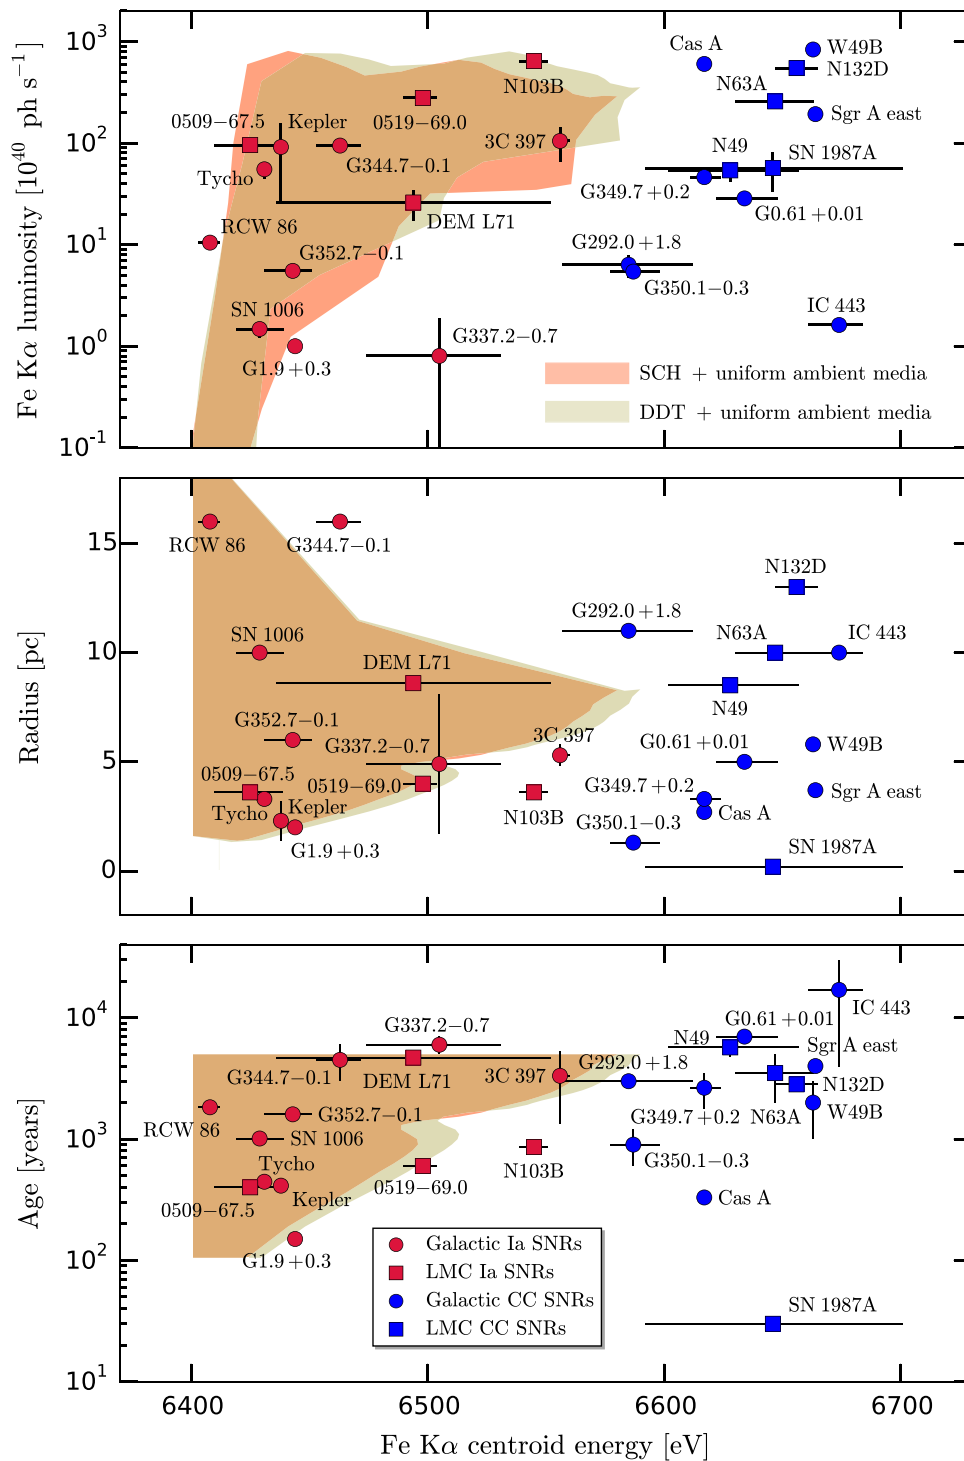 Fe Kα luminosity [10^40 ph s^−1]
10^3
10^2
10^1
10^0
10^-1
Cas A
W49B
N132D
N103B
N63A
Sgr A east
0509−67.5
Kepler
0519−69.0
3C 397
N49
SN 1987A
Tycho
G344.7−0.1
G349.7+0.2
DEM L71
G0.61+0.01
RCW 86
G352.7−0.1
G292.0+1.8
G350.1−0.3
SN 1006
G337.2−0.7
IC 443
G1.9+0.3
SCH + uniform ambient media
DDT + uniform ambient media
Radius [pc]
15
10
5
0
RCW 86
G344.7−0.1
N132D
G292.0+1.8
SN 1006
N63A
IC 443
DEM L71
N49
G352.7−0.1
G337.2−0.7
3C 397
G0.61+0.01
W49B
0509−67.5
0519−69.0
G349.7+0.2
Sgr A east
Tycho
Kepler
N103B
G350.1−0.3
Cas A
G1.9+0.3
SN 1987A
Age [years]
10^4
10^3
10^2
10^1
IC 443
G337.2−0.7
G0.61+0.01
N49
Sgr A east
G344.7−0.1
DEM L71
3C 397
G292.0+1.8
N132D
RCW 86
G352.7−0.1
G349.7+0.2
N63A
W49B
SN 1006
Tycho
N103B
G350.1−0.3
0519−69.0
0509−67.5
Kepler
Cas A
G1.9+0.3
SN 1987A
Galactic Ia SNRs
LMC Ia SNRs
Galactic CC SNRs
LMC CC SNRs
6400
6500
6600
6700
Fe Kα centroid energy [eV]